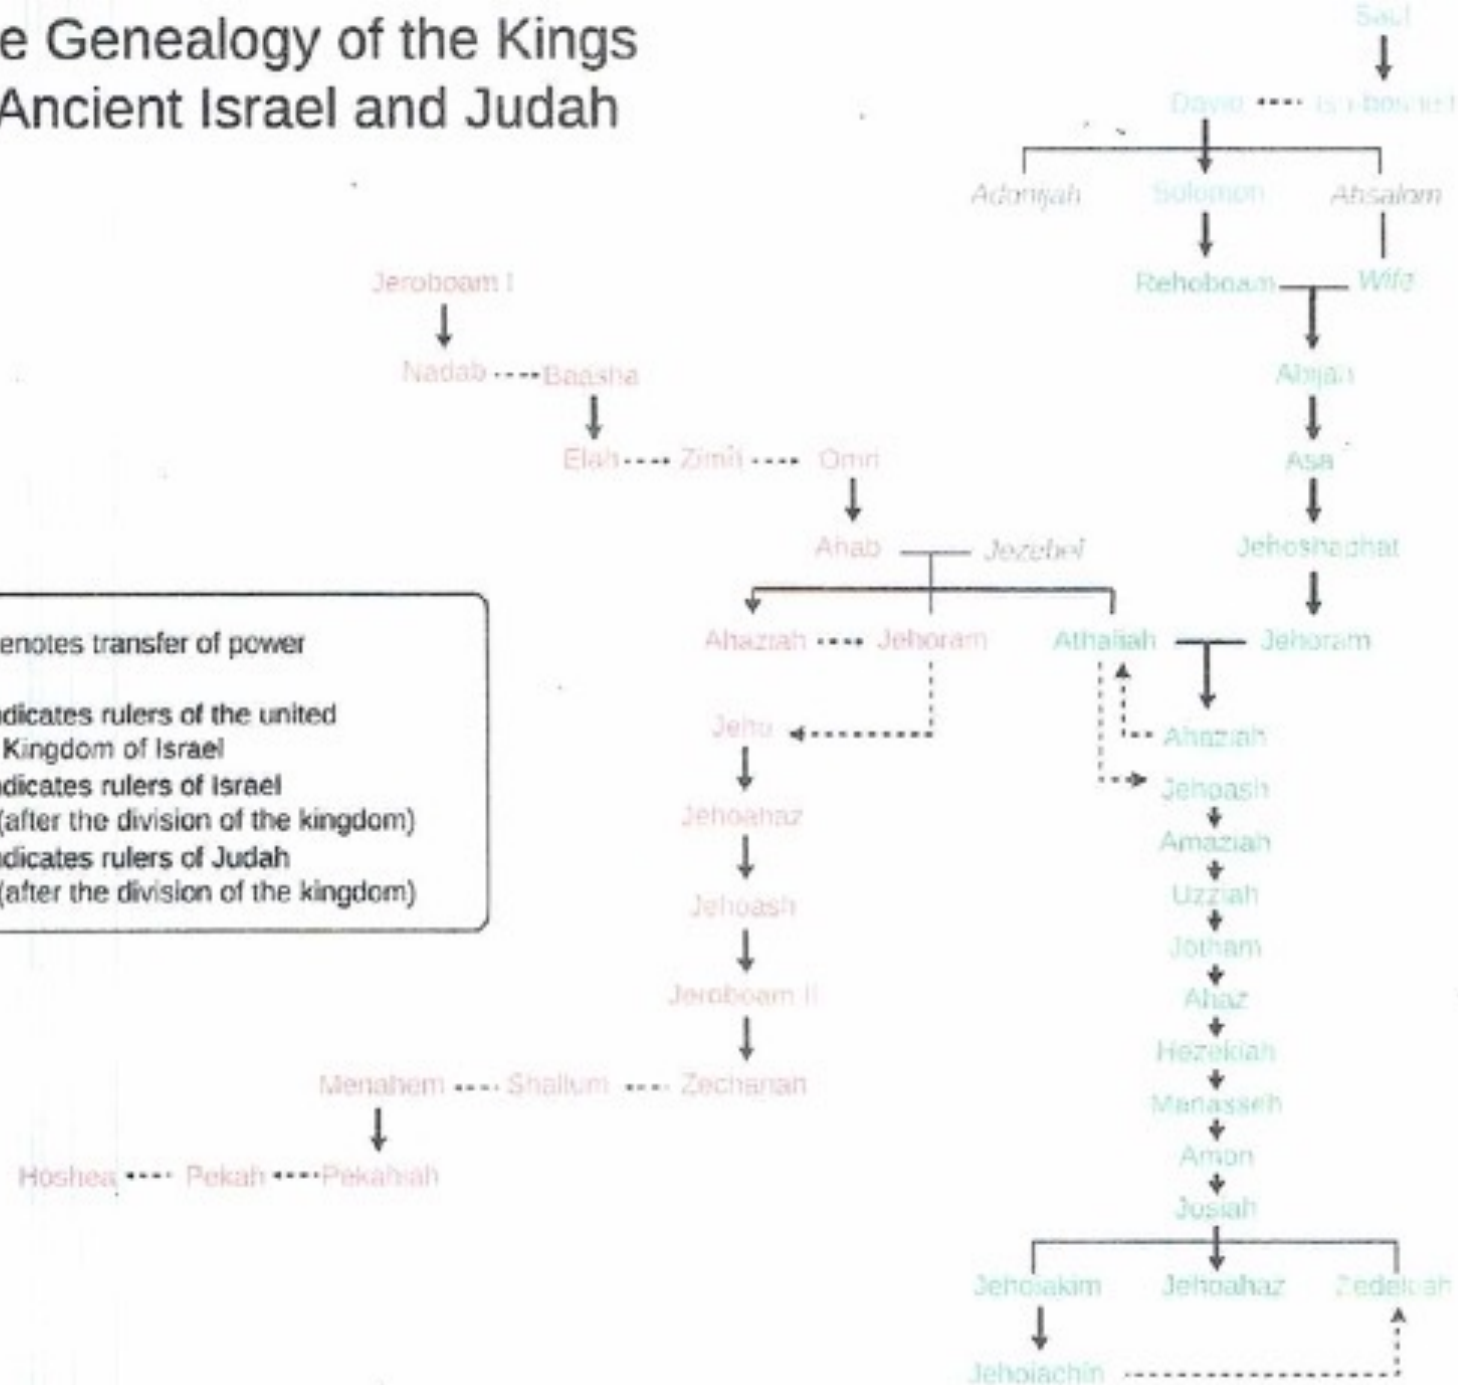 e Genealogy of the Kings
Ancient Israel and Judah
Saul
David
Adonijah Solomon Absalom
Jeroboam I
Rehoboam Wife
Nadab Baasha
Abijah
Elah Zimri Omri
Asa
Ahab Jezebel
Jehoshaphat
Ahaziah Jehoram Athaliah Jehoram
enotes transfer of power
ndicates rulers of the united
Kingdom of Israel
ndicates rulers of Israel
(after the division of the kingdom)
ndicates rulers of Judah
(after the division of the kingdom)
Jehu
Ahaziah
Jehoash
Jehoahaz
Amaziah
Uzziah
Jehoash
Jotham
Jeroboam II
Ahaz
Hezekiah
Menahem Shallum Zechariah
Manasseh
Amon
Hoshea Pekah Pekahiah
Josiah
Jehoiakim Jehoahaz Zedekiah
Jehoiachin